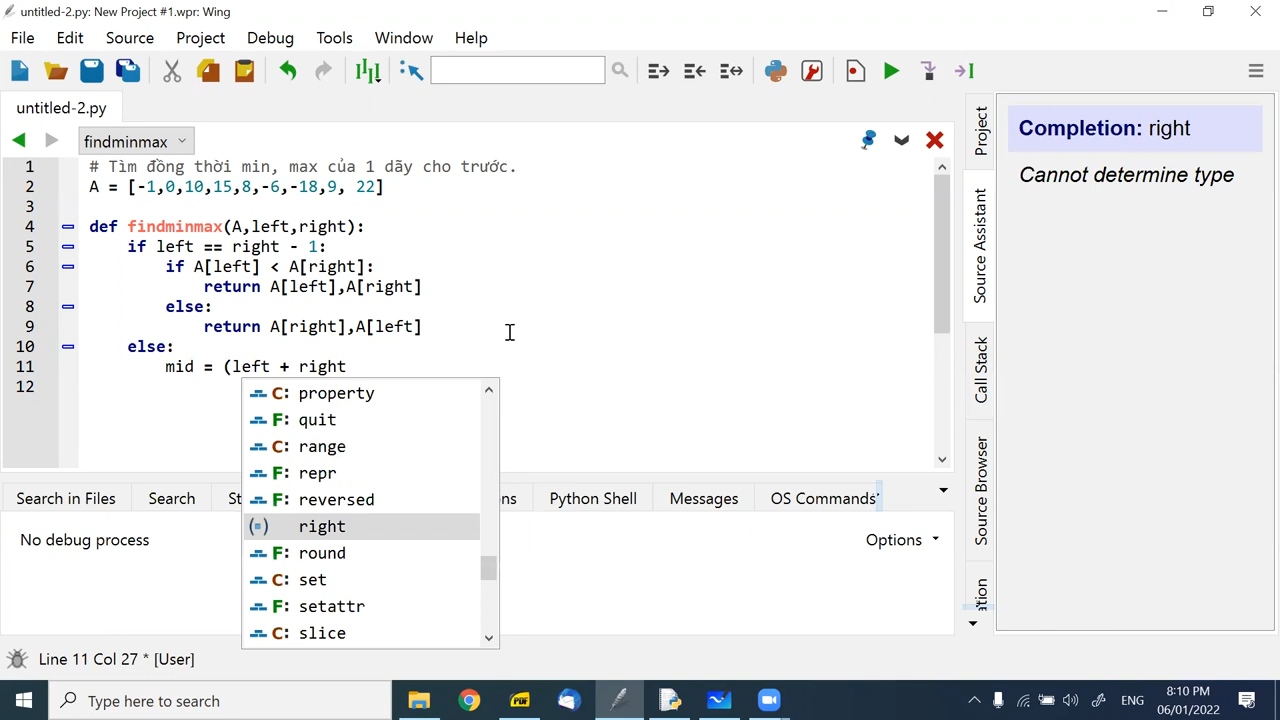 untitled-2.py: New Project #1.wpr: Wing
File Edit Source Project Debug Tools Window Help
untitled-2.py
findminmax
1 # Tìm đồng thời min, max của 1 dãy cho trước.
2 A = [-1,0,10,15,8,-6,-18,9, 22]
3
4 def findminmax(A,left,right):
5 if left == right - 1:
6 if A[left] < A[right]:
7 return A[left],A[right]
8 else:
9 return A[right],A[left]
10 else:
11 mid = (left + right
12
C: property
F: quit
C: range
F: repr
F: reversed
right
F: round
C: set
F: setattr
C: slice
Completion: right
Cannot determine type
Project
Source Assistant
Call Stack
Source Browser
Search in Files Search Python Shell Messages OS Commands
No debug process Options
Line 11 Col 27 * [User]
Type here to search
PDF
ENG
8:10 PM
06/01/2022